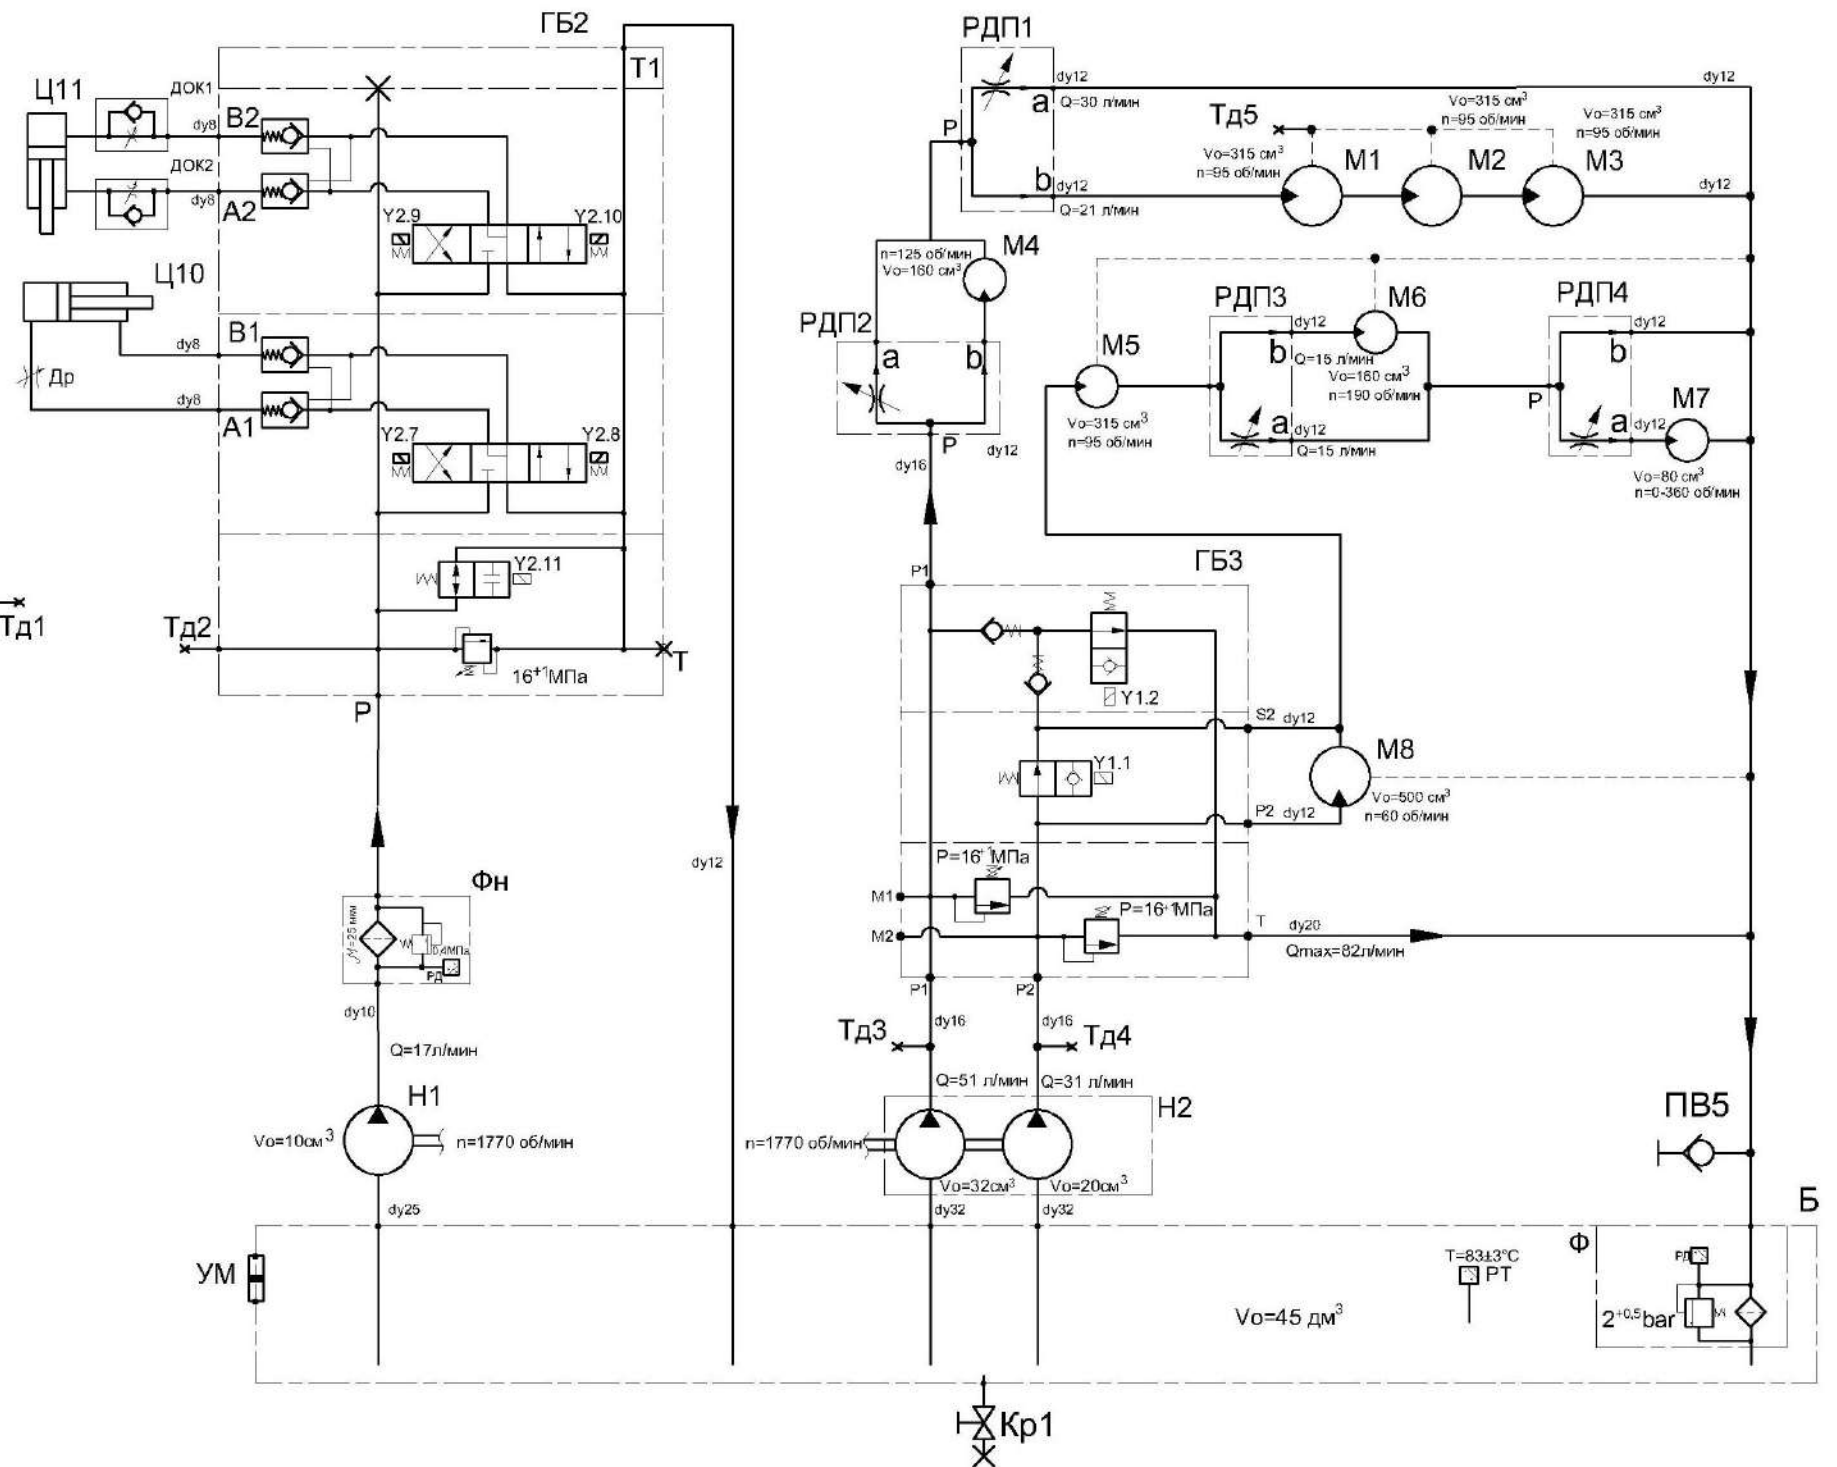 ГБ2
Т1
Ц11
ДОК1
dy8
В2
ДОК2
dy8
А2
Y2.9
Y2.10
Ц10
dy8
В1
Др
dy8
А1
Y2.7
Y2.8
Y2.11
Тд1
Тд2
Т
16⁺¹МПа
Р
Фн
25 мкм
0,4МПа
РД
dy10
Q=17л/мин
Н1
Vo=10см³
n=1770 об/мин
dy25
dy12
УМ
РДП1
dy12
dy12
a
Q=30 л/мин
Р
b
dy12
Q=21 л/мин
Тд5
Vo=315 см³
n=95 об/мин
Vo=315 см³
n=95 об/мин
Vo=315 см³
n=95 об/мин
М1
М2
М3
dy12
М4
n=125 об/мин
Vo=160 см³
РДП2
a
b
Р
dy12
dy16
М5
Vo=315 см³
n=95 об/мин
РДП3
dy12
b
Q=15 л/мин
М6
Vo=160 см³
n=190 об/мин
a
dy12
Q=15 л/мин
РДП4
dy12
b
Р
a
dy12
М7
Vo=80 см³
n=0-360 об/мин
ГБ3
Р1
Y1.2
S2
dy12
М8
Y1.1
Vo=500 см³
n=60 об/мин
Р2
dy12
Р=16⁺¹МПа
М1
Р=16⁺¹МПа
М2
Т
dy20
Qmax=82л/мин
Р1
Р2
Тд3
dy16
dy16
Тд4
Q=51 л/мин
Q=31 л/мин
Н2
n=1770 об/мин
Vo=32см³
Vo=20см³
dy32
dy32
ПВ5
Б
Ф
T=83±3°C
РТ
РД
Vo=45 дм³
2⁺⁰,⁵bar
Кр1